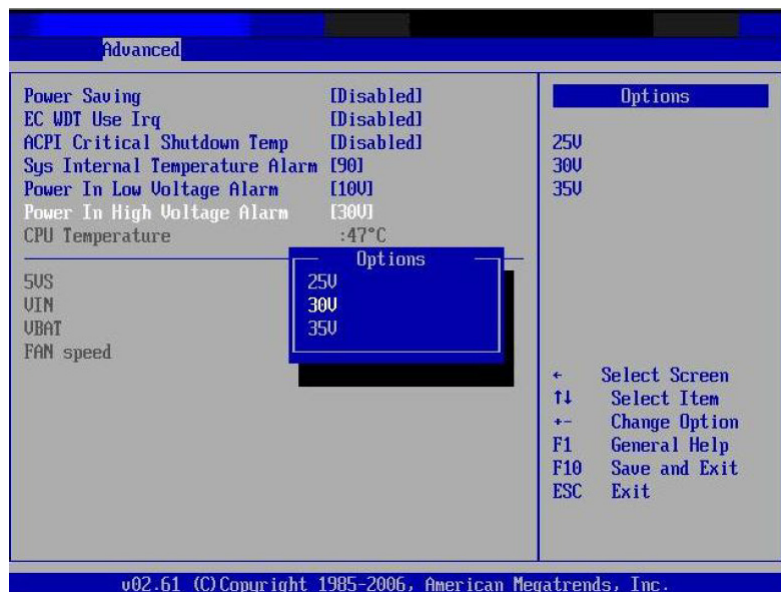 Advanced
Power Saving [Disabled]
EC WDT Use Irq [Disabled]
ACPI Critical Shutdown Temp [Disabled]
Sys Internal Temperature Alarm [90]
Power In Low Voltage Alarm [10V]
Power In High Voltage Alarm [30V]
CPU Temperature :47°C
5VS
VIN
VBAT
FAN speed
Options
25V
30V
35V
Options
25V
30V
35V
← Select Screen
↑↓ Select Item
+- Change Option
F1 General Help
F10 Save and Exit
ESC Exit
v02.61 (C)Copyright 1985-2006, American Megatrends, Inc.